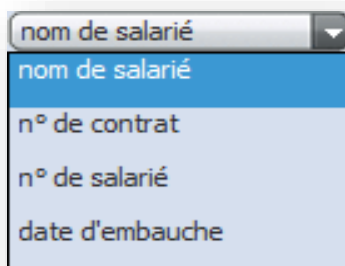 nom de salarié
nom de salarié
n° de contrat
n° de salarié
date d'embauche